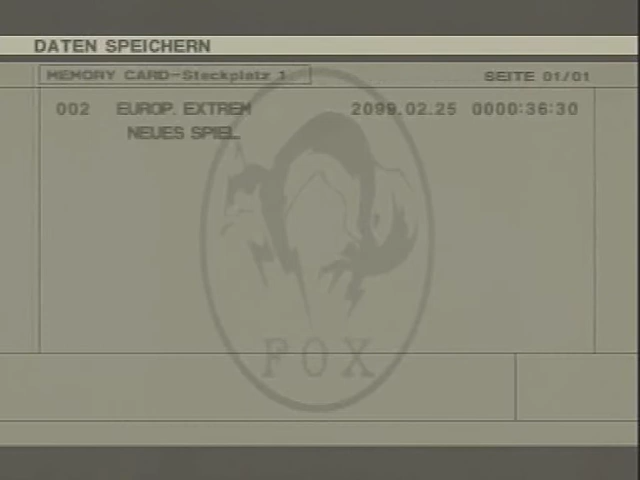 DATEN SPEICHERN
MEMORY CARD-Steckplatz 1
SEITE 01/01
002 EUROP. EXTREM 2099.02.25 0000:36:30
NEUES SPIEL
FOX